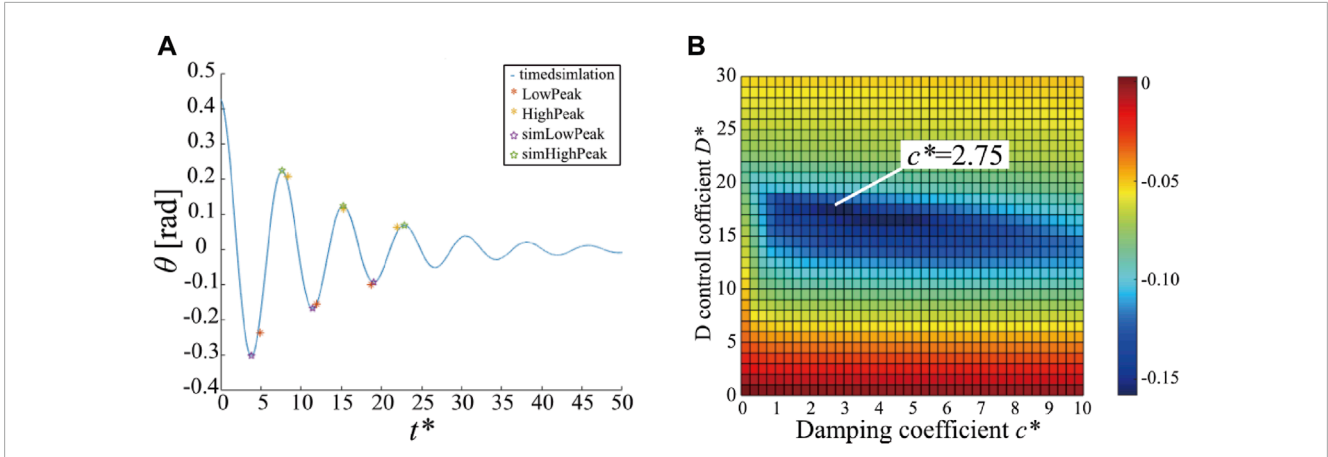 A
0.5
0.4
0.3
0.2
0.1
0
-0.1
-0.2
-0.3
-0.4
θ [rad]
0 5 10 15 20 25 30 35 40 45 50
t*
timedsimlation
LowPeak
HighPeak
simLowPeak
simHighPeak
B
30
25
20
15
10
5
0
D controll cofficient D*
c*=2.75
0 1 2 3 4 5 6 7 8 9 10
Damping coefficient c*
0
-0.05
-0.10
-0.15